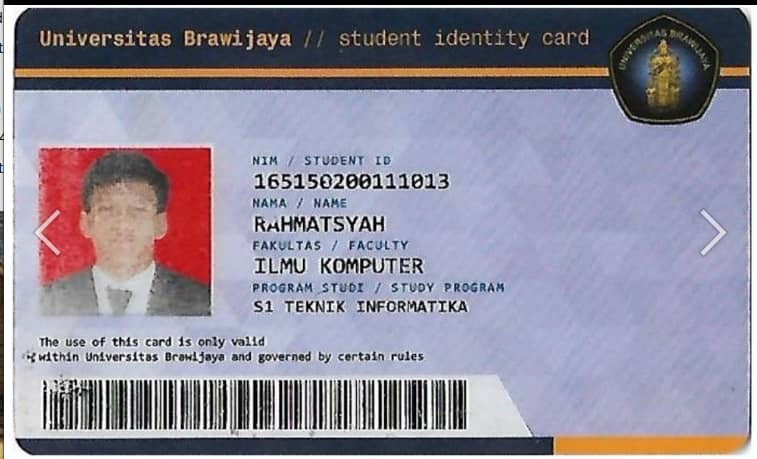 Universitas Brawijaya // student identity card
UNIVERSITAS BRAWIJAYA
NIM / STUDENT ID
165150200111013
NAMA / NAME
RAHMATSYAH
FAKULTAS / FACULTY
ILMU KOMPUTER
PROGRAM STUDI / STUDY PROGRAM
S1 TEKNIK INFORMATIKA
The use of this card is only valid
within Universitas Brawijaya and governed by certain rules